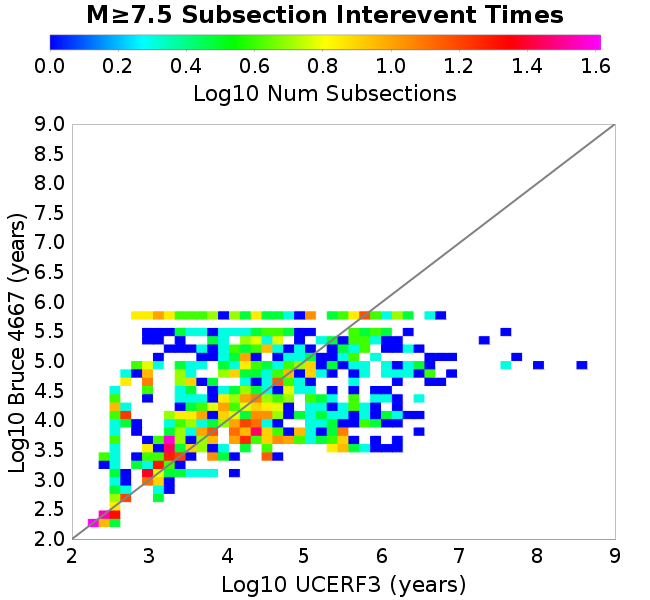 M≥7.5 Subsection Interevent Times
0.0 0.2 0.4 0.6 0.8 1.0 1.2 1.4 1.6
Log10 Num Subsections
Log10 Bruce 4667 (years)
9.0
8.5
8.0
7.5
7.0
6.5
6.0
5.5
5.0
4.5
4.0
3.5
3.0
2.5
2.0
2 3 4 5 6 7 8 9
Log10 UCERF3 (years)